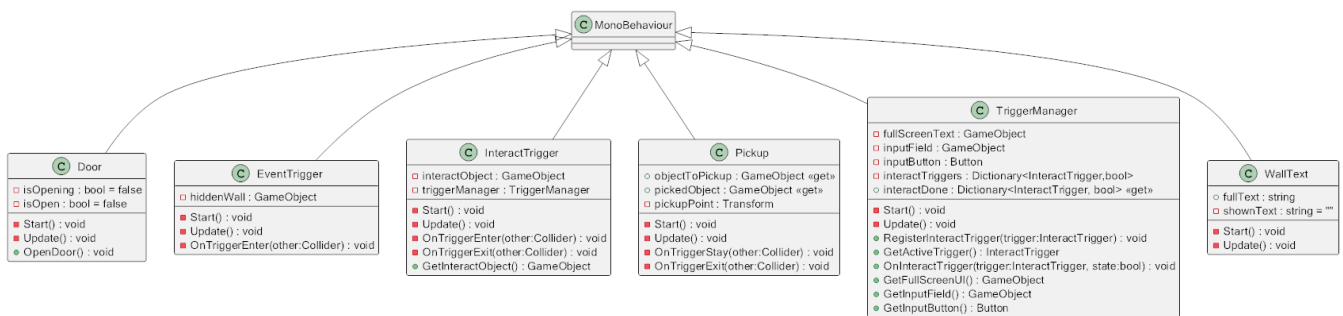 C MonoBehaviour
C Door
isOpening : bool = false
isOpen : bool = false
Start() : void
Update() : void
OpenDoor() : void
C EventTrigger
hiddenWall : GameObject
Start() : void
Update() : void
OnTriggerEnter(other:Collider) : void
C InteractTrigger
interactObject : GameObject
triggerManager : TriggerManager
Start() : void
Update() : void
OnTriggerEnter(other:Collider) : void
OnTriggerExit(other:Collider) : void
GetInteractObject() : GameObject
C Pickup
objectToPickup : GameObject «get»
pickedObject : GameObject «get»
pickupPoint : Transform
Start() : void
Update() : void
OnTriggerStay(other:Collider) : void
OnTriggerExit(other:Collider) : void
C TriggerManager
fullScreenText : GameObject
inputField : GameObject
inputButton : Button
interactTriggers : Dictionary<InteractTrigger,bool>
interactDone : Dictionary<InteractTrigger, bool> «get»
Start() : void
Update() : void
RegisterInteractTrigger(trigger:InteractTrigger) : void
GetActiveTrigger() : InteractTrigger
OnInteractTrigger(trigger:InteractTrigger, state:bool) : void
GetFullScreenUI() : GameObject
GetInputField() : GameObject
GetInputButton() : Button
C WallText
fullText : string
shownText : string = ""
Start() : void
Update() : void